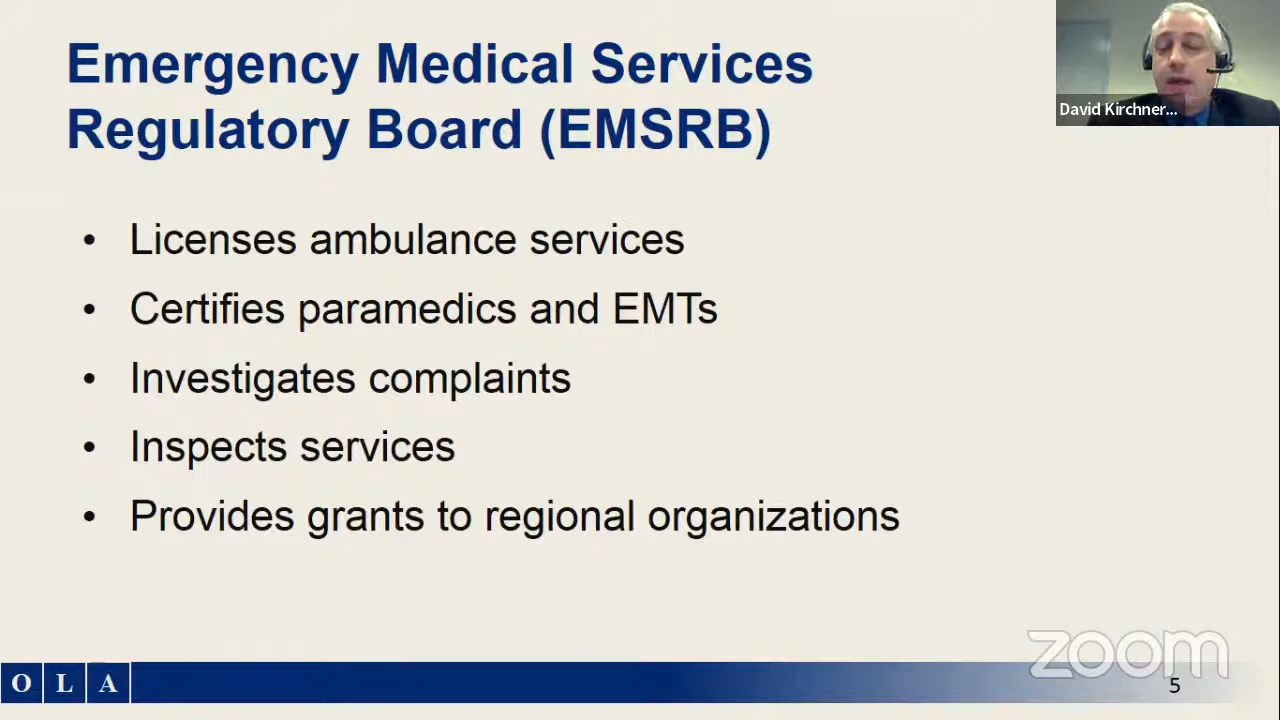 Emergency Medical Services
Regulatory Board (EMSRB)
David Kirchner...
• Licenses ambulance services
• Certifies paramedics and EMTs
• Investigates complaints
• Inspects services
• Provides grants to regional organizations
zoom
O L A
5